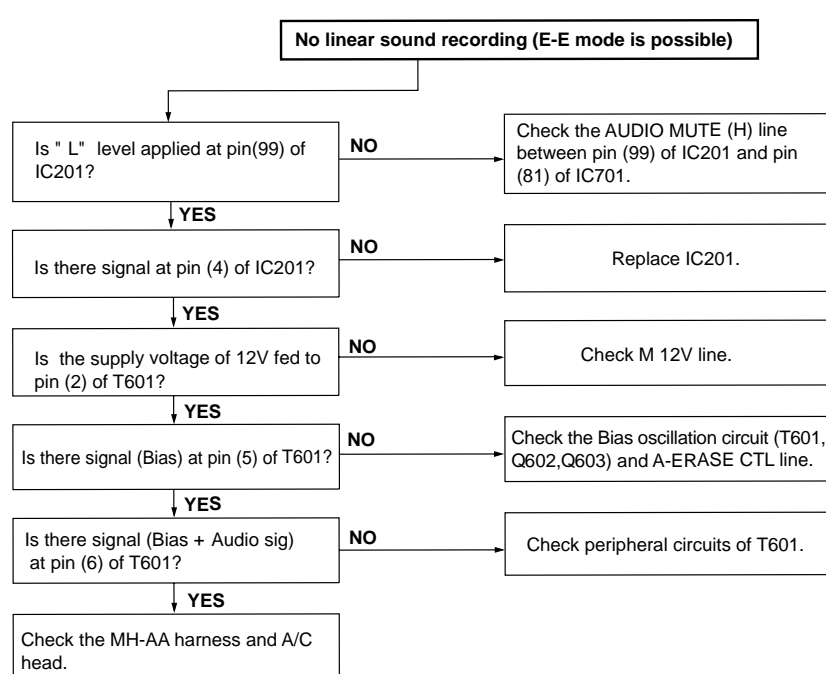 No linear sound recording (E-E mode is possible)
Is " L" level applied at pin(99) of
IC201?
NO
Check the AUDIO MUTE (H) line
between pin (99) of IC201 and pin
(81) of IC701.
YES
Is there signal at pin (4) of IC201?
NO
Replace IC201.
YES
Is the supply voltage of 12V fed to
pin (2) of T601?
NO
Check M 12V line.
YES
Is there signal (Bias) at pin (5) of T601?
NO
Check the Bias oscillation circuit (T601,
Q602,Q603) and A-ERASE CTL line.
YES
Is there signal (Bias + Audio sig)
at pin (6) of T601?
NO
Check peripheral circuits of T601.
YES
Check the MH-AA harness and A/C
head.